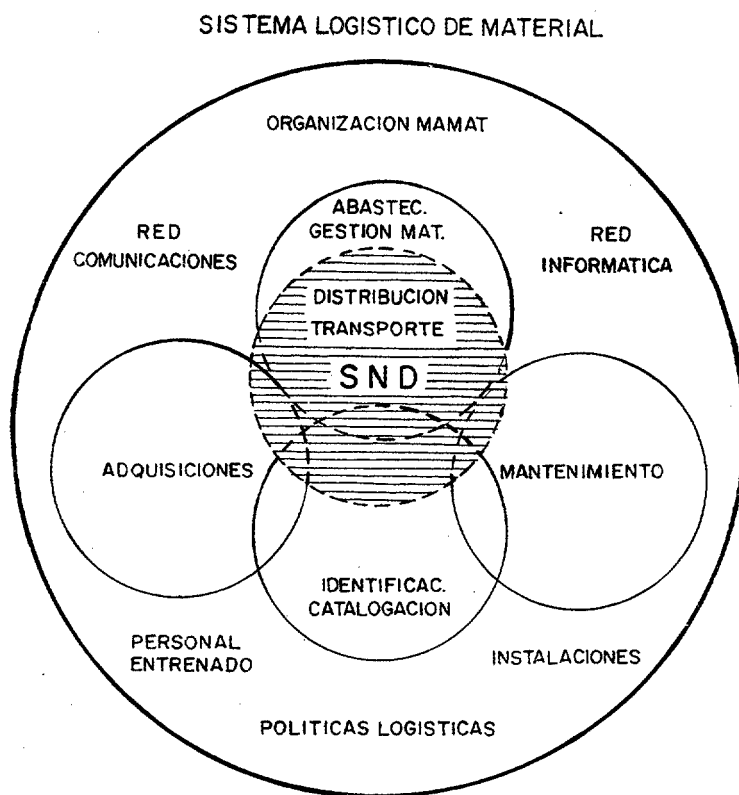 SISTEMA LOGISTICO DE MATERIAL
ORGANIZACION MAMAT
ABASTEC.
GESTION MAT.
RED
COMUNICACIONES
RED
INFORMATICA
DISTRIBUCION
TRANSPORTE
SND
ADQUISICIONES
MANTENIMIENTO
IDENTIFICAC.
CATALOGACION
PERSONAL
ENTRENADO
INSTALACIONES
POLITICAS LOGISTICAS